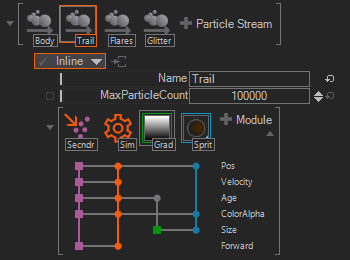 Particle Stream
Body Trail Flares Glitter
Inline
Name Trail
MaxParticleCount 100000
Module
Secndr Sim Grad Sprit
Pos
Velocity
Age
ColorAlpha
Size
Forward